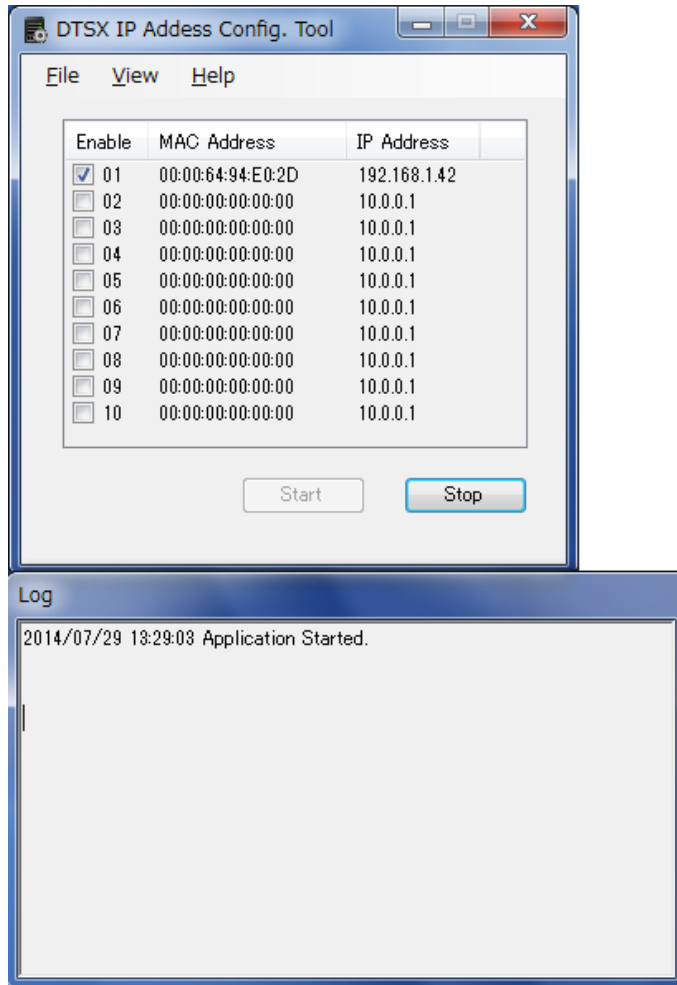 DTSX IP Addess Config. Tool
File View Help
Enable MAC Address IP Address
01 00:00:64:94:E0:2D 192.168.1.42
02 00:00:00:00:00:00 10.0.0.1
03 00:00:00:00:00:00 10.0.0.1
04 00:00:00:00:00:00 10.0.0.1
05 00:00:00:00:00:00 10.0.0.1
06 00:00:00:00:00:00 10.0.0.1
07 00:00:00:00:00:00 10.0.0.1
08 00:00:00:00:00:00 10.0.0.1
09 00:00:00:00:00:00 10.0.0.1
10 00:00:00:00:00:00 10.0.0.1
Start Stop
Log
2014/07/29 13:29:03 Application Started.